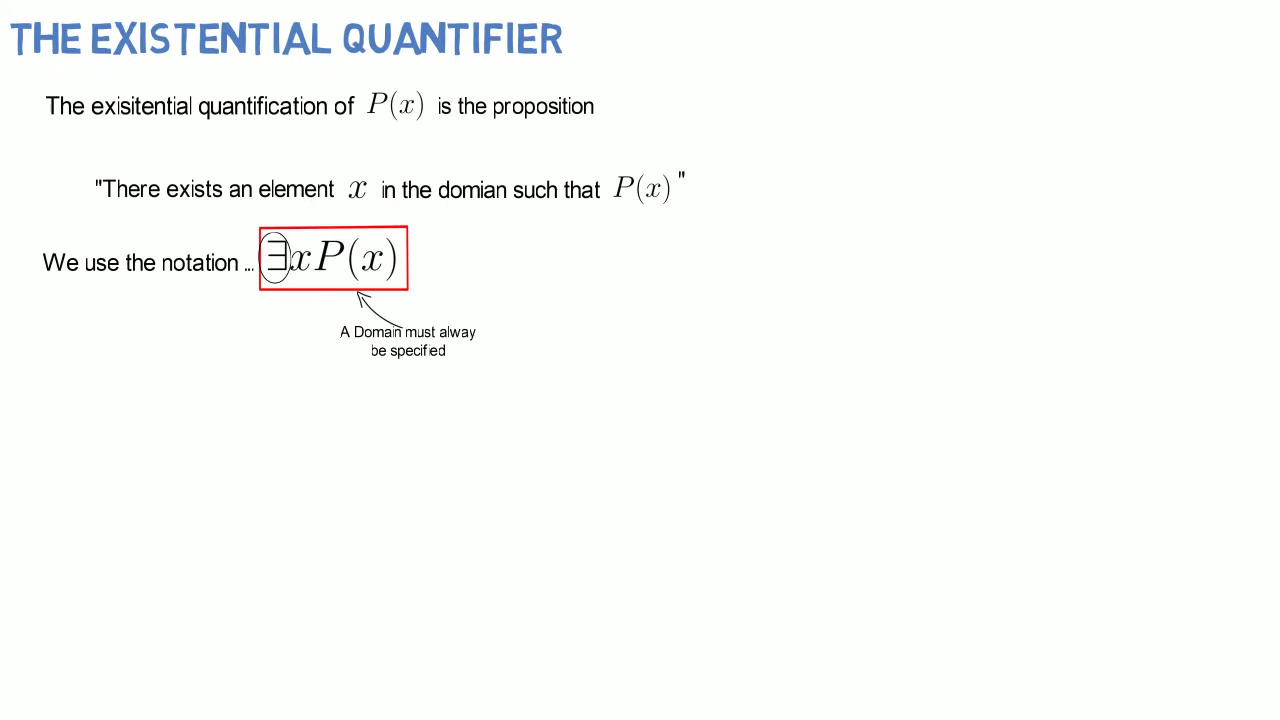 THE EXISTENTIAL QUANTIFIER
The exisitential quantification of P(x) is the proposition
"There exists an element x in the domian such that P(x)"
We use the notation ... ∃xP(x)
A Domain must alway
be specified